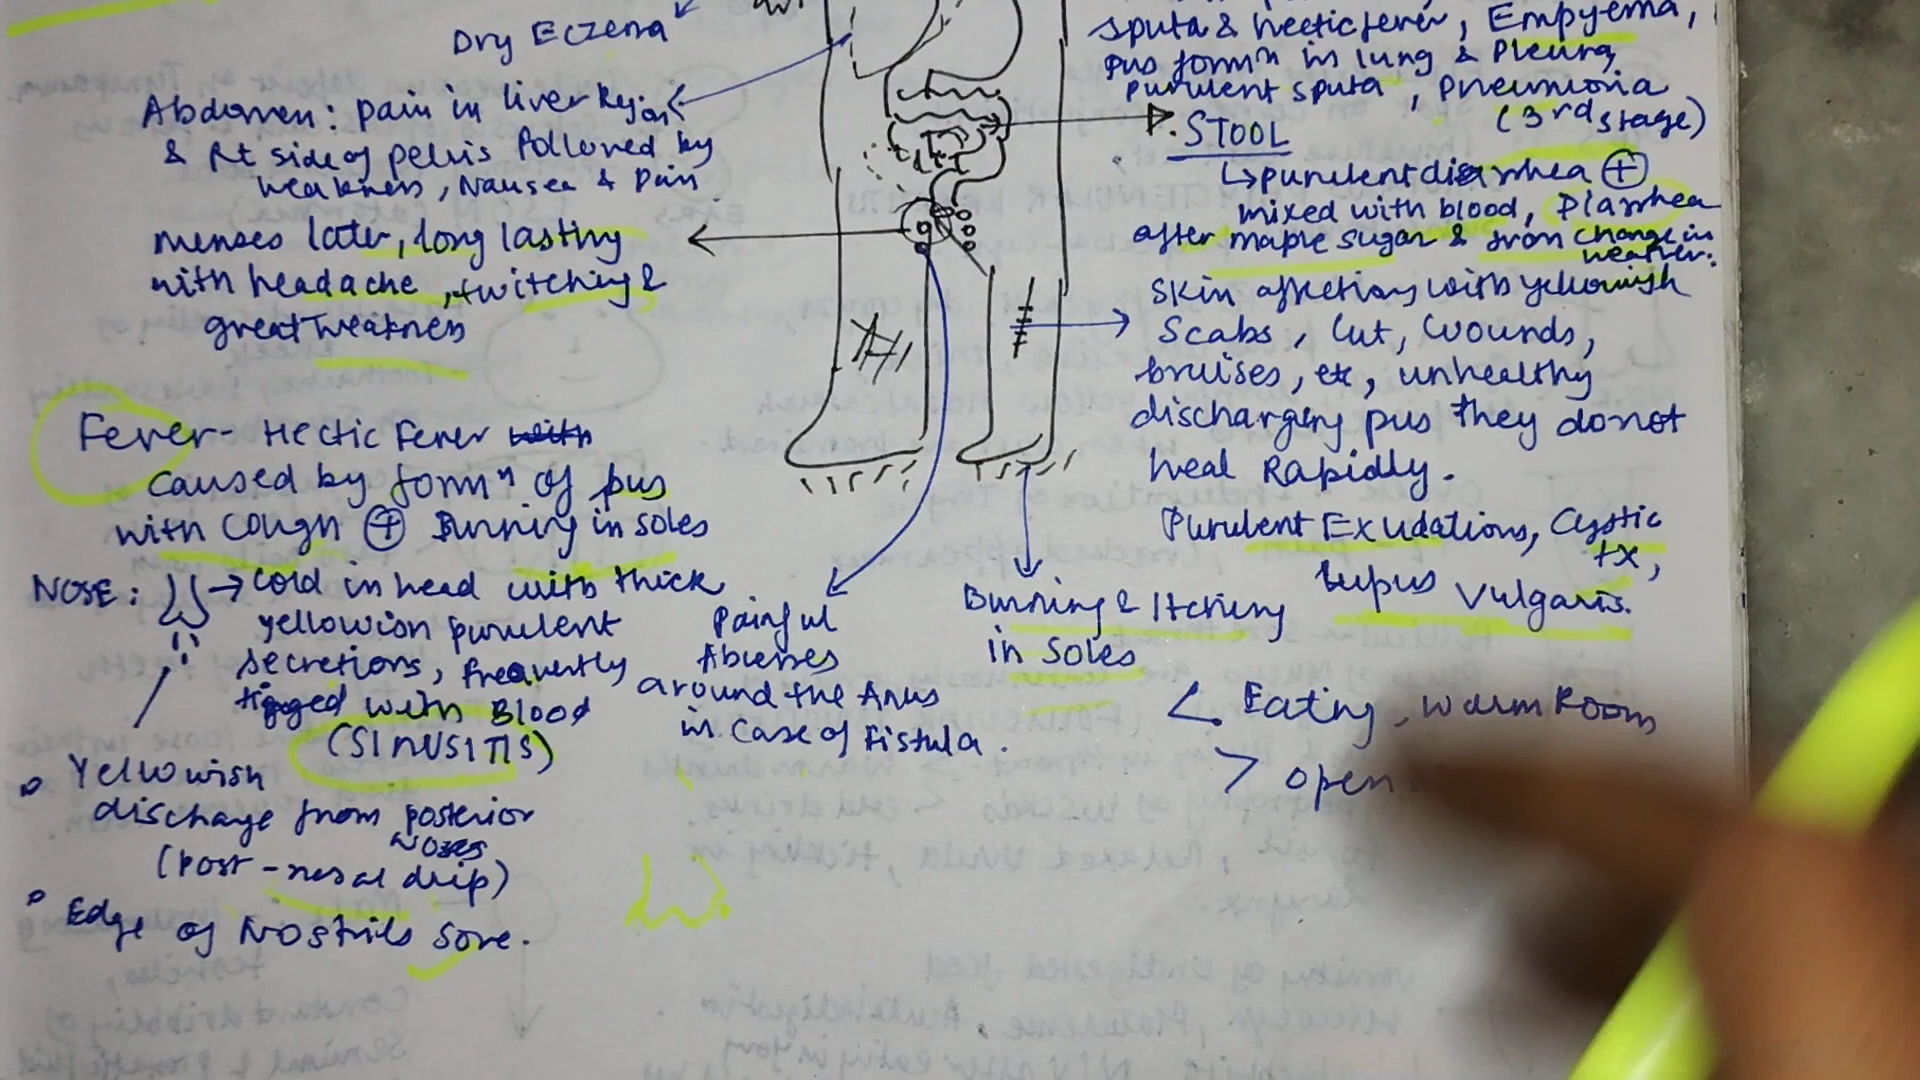 Dry Eczema
Abdomen: pain in liver Region
& Rt side of pelvis followed by
weakness, Nausea & Pain
menses later, long lasting
with headache, twitching &
great weakness
Fever- Hectic Fever with
caused by formⁿ of pus
with cough ⊕ Burning in soles
NOSE: → cold in head with thick
yellowish purulent
secretions, frequently
tinged with Blood
(SINUSITIS)
Yellowish
discharge from posterior
Noses
(Post-nasal drip)
Edge of Nostrils sore.
Painful
Abscesses
around the Anus
in case of Fistula.
sputa & hectic fever, Empyema,
pus formⁿ in lung & Pleura,
purulent sputa, pneumonia
(3rd stage)
STOOL
↳ purulent diarrhea ⊕
mixed with blood, Diarrhea
after maple sugar & from change in
weather.
Skin affections with yellowish
scabs, cut, wounds,
bruises, etc, unhealthy
discharging pus they do not
heal Rapidly.
Purulent Exudations, Cystic
tx,
lupus vulgaris.
Burning & Itching
in soles
< Eating, warm Room
> open